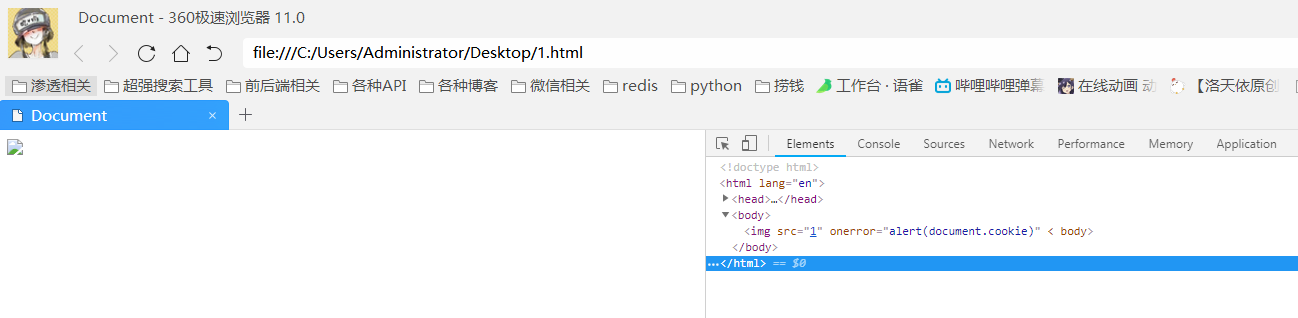 Document - 360极速浏览器 11.0
file:///C:/Users/Administrator/Desktop/1.html
渗透相关 超强搜索工具 前后端相关 各种API 各种博客 微信相关 redis python 捞钱 工作台 · 语雀 哔哩哔哩弹幕 在线动画 动 【洛天依原创
Document × +
Elements Console Sources Network Performance Memory Application
<!doctype html>
<html lang="en">
<head>…</head>
<body>
<img src="1" onerror="alert(document.cookie)" < body>
</body>
…</html> == $0